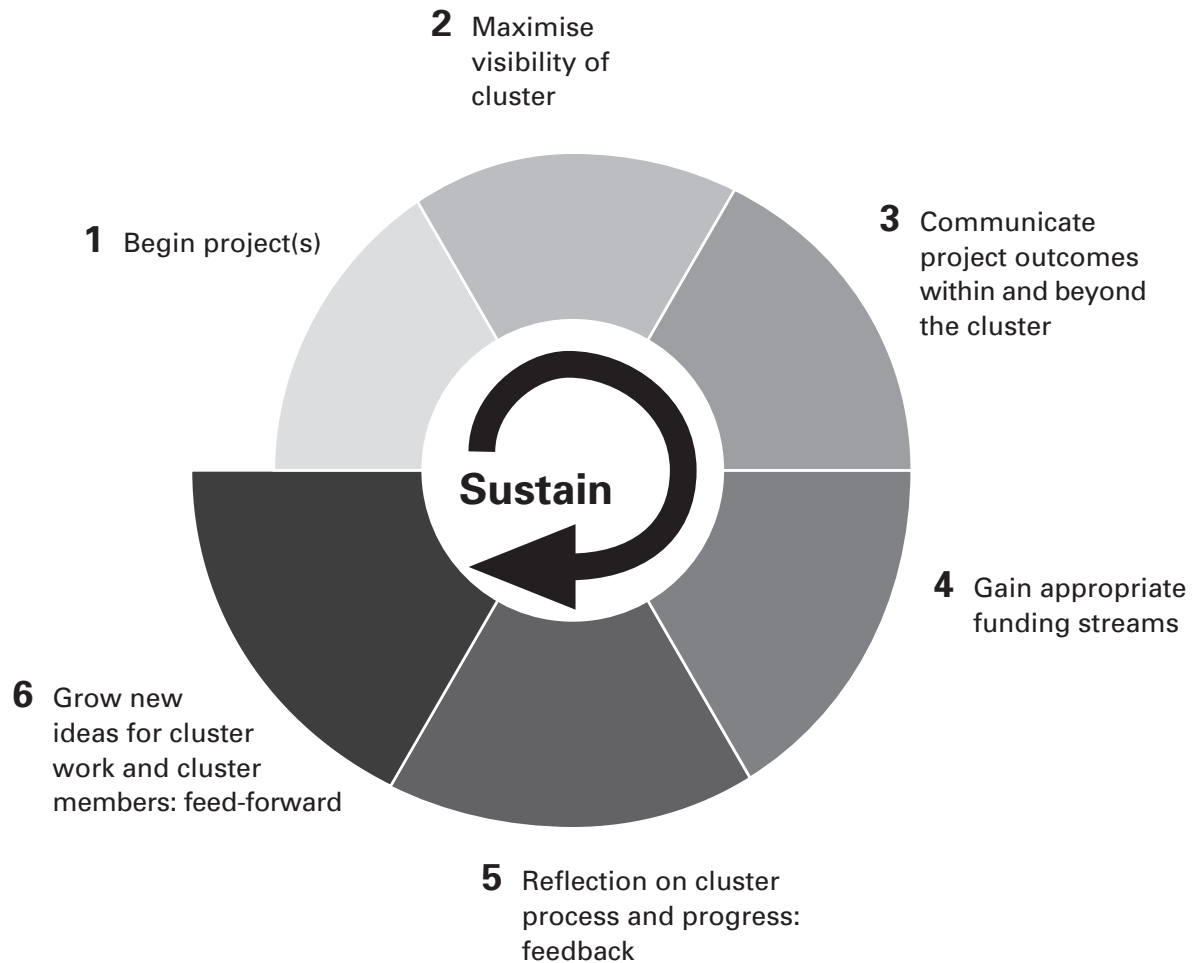 1 Begin project(s)
2 Maximise
visibility of
cluster
3 Communicate
project outcomes
within and beyond
the cluster
4 Gain appropriate
funding streams
5 Reflection on cluster
process and progress:
feedback
6 Grow new
ideas for cluster
work and cluster
members: feed-forward
Sustain